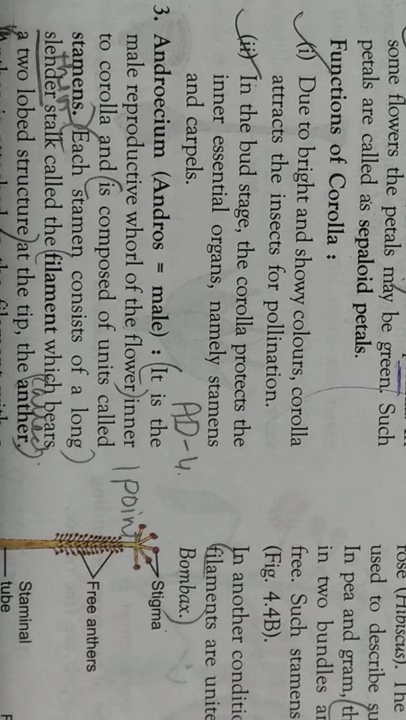 some flowers the petals may be green. Such
petals are called as sepaloid petals.
Functions of Corolla :
(i) Due to bright and showy colours, corolla
attracts the insects for pollination.
(ii) In the bud stage, the corolla protects the
inner essential organs, namely stamens
and carpels.
AD-4.
3. Androecium (Andros = male) : It is the
male reproductive whorl of the flower inner
to corolla and is composed of units called
thin
stamens. Each stamen consists of a long
slender stalk called the filament which bears
called
a two lobed structure at the tip, the anther.
1 point
Stigma
Free anthers
Staminal
tube
rose (Hibiscus). The
used to describe su
In pea and gram, th
in two bundles a
free. Such stamens
(Fig. 4.4B).
In another conditio
filaments are unite
Bombax)